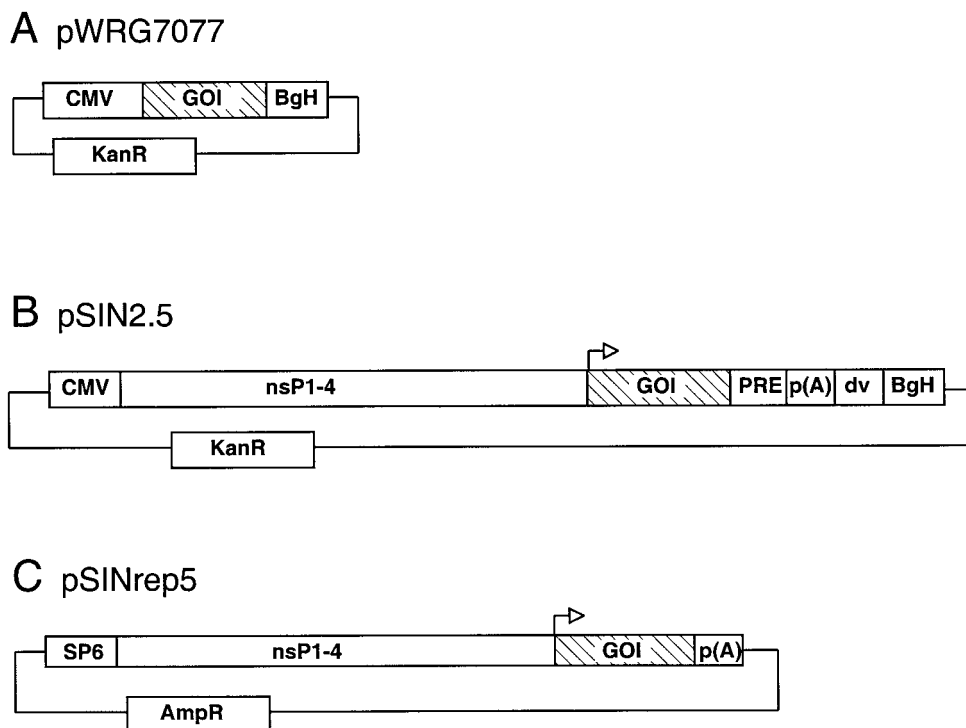 A pWRG7077
CMV GOI BgH
KanR
B pSIN2.5
CMV nsP1-4 GOI PRE p(A) dv BgH
KanR
C pSINrep5
SP6 nsP1-4 GOI p(A)
AmpR